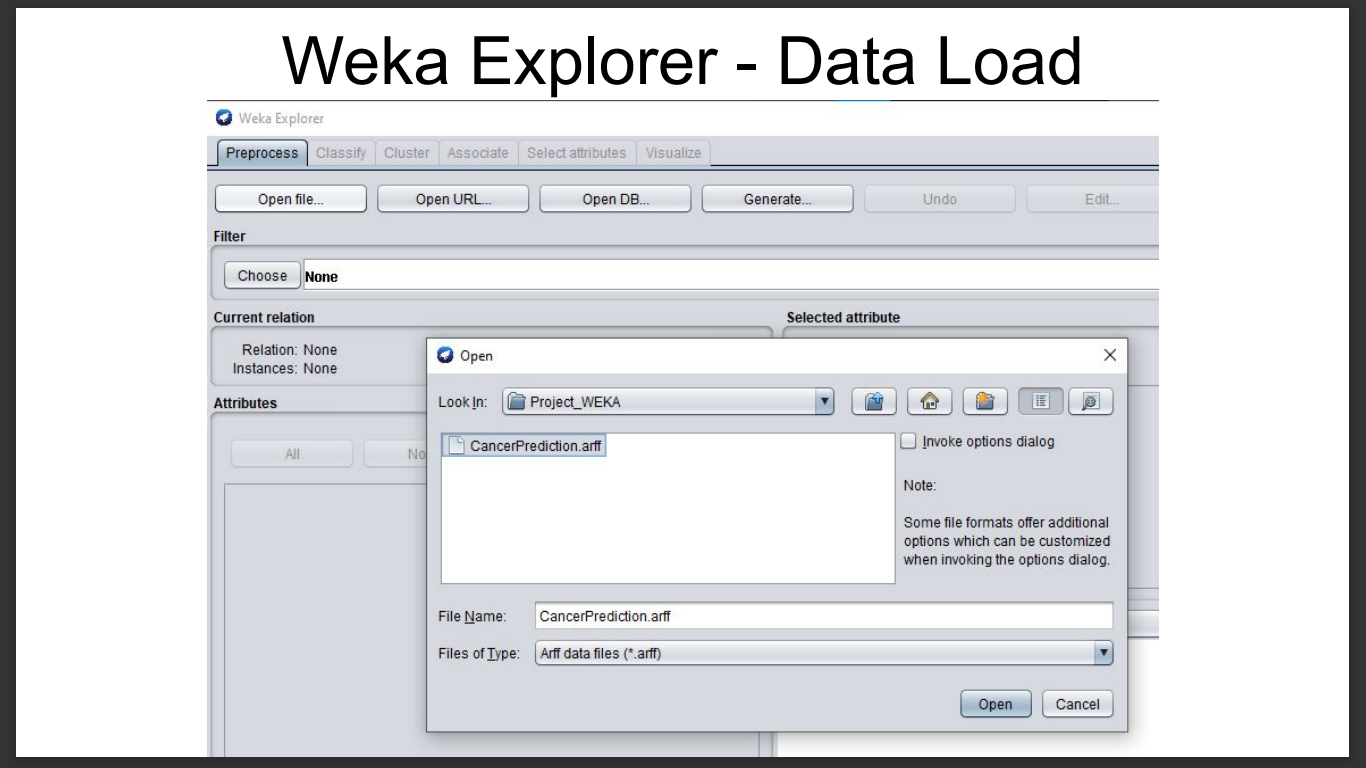 Weka Explorer - Data Load
Weka Explorer
Preprocess Classify Cluster Associate Select attributes Visualize
Open file... Open URL... Open DB... Generate... Undo Edit...
Filter
Choose None
Current relation
Relation: None
Instances: None
Selected attribute
Attributes
All No
Open
Look In: Project_WEKA
CancerPrediction.arff
Invoke options dialog
Note:
Some file formats offer additional
options which can be customized
when invoking the options dialog.
File Name: CancerPrediction.arff
Files of Type: Arff data files (*.arff)
Open Cancel